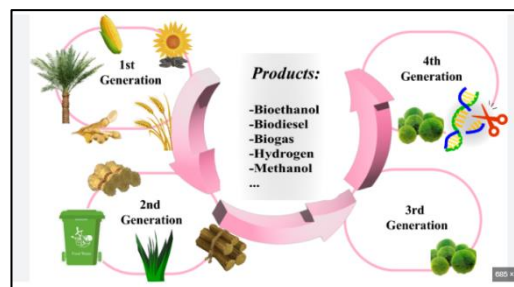 1st
Generation
Products:
-Bioethanol
-Biodiesel
-Biogas
-Hydrogen
-Methanol
...
4th
Generation
2nd
Generation
3rd
Generation